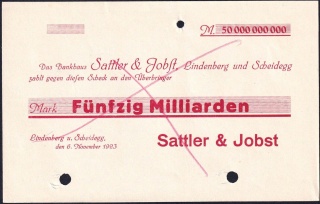 M. 50 000 000 000
Das Bankhaus Sattler & Jobst, Lindenberg und Scheidegg
zahlt gegen diesen Scheck an den Überbringer
Mark Fünfzig Milliarden
Lindenberg u. Scheidegg,
den 6. November 1923
Sattler & Jobst